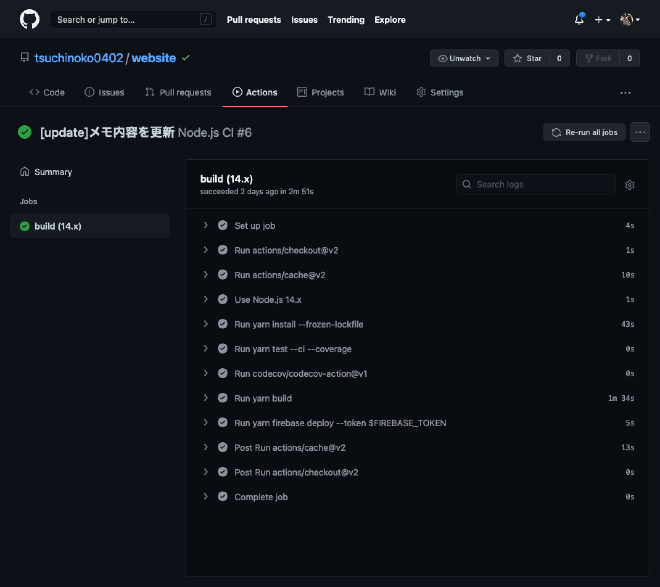 Search or jump to... /
Pull requests Issues Trending Explore
tsuchinoko0402 / website
Unwatch Star 0 Fork 0
Code Issues Pull requests Actions Projects Wiki Settings
[update]メモ内容を更新 Node.js CI #6
Re-run all jobs
Summary
Jobs
build (14.x)
build (14.x)
succeeded 2 days ago in 2m 51s
Search logs
Set up job 4s
Run actions/checkout@v2 1s
Run actions/cache@v2 10s
Use Node.js 14.x 1s
Run yarn install --frozen-lockfile 43s
Run yarn test --ci --coverage 0s
Run codecov/codecov-action@v1 0s
Run yarn build 1m 34s
Run yarn firebase deploy --token $FIREBASE_TOKEN 5s
Post Run actions/cache@v2 13s
Post Run actions/checkout@v2 0s
Complete job 0s